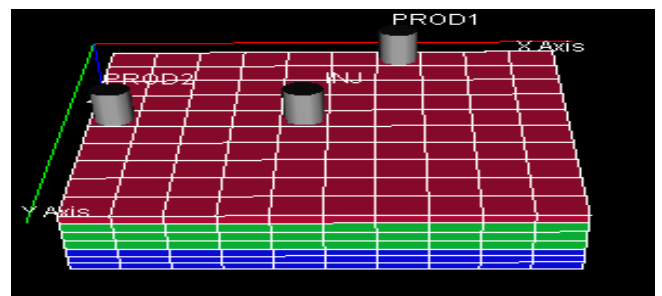 PROD1
X Axis
PROD2
INJ
Y Axis